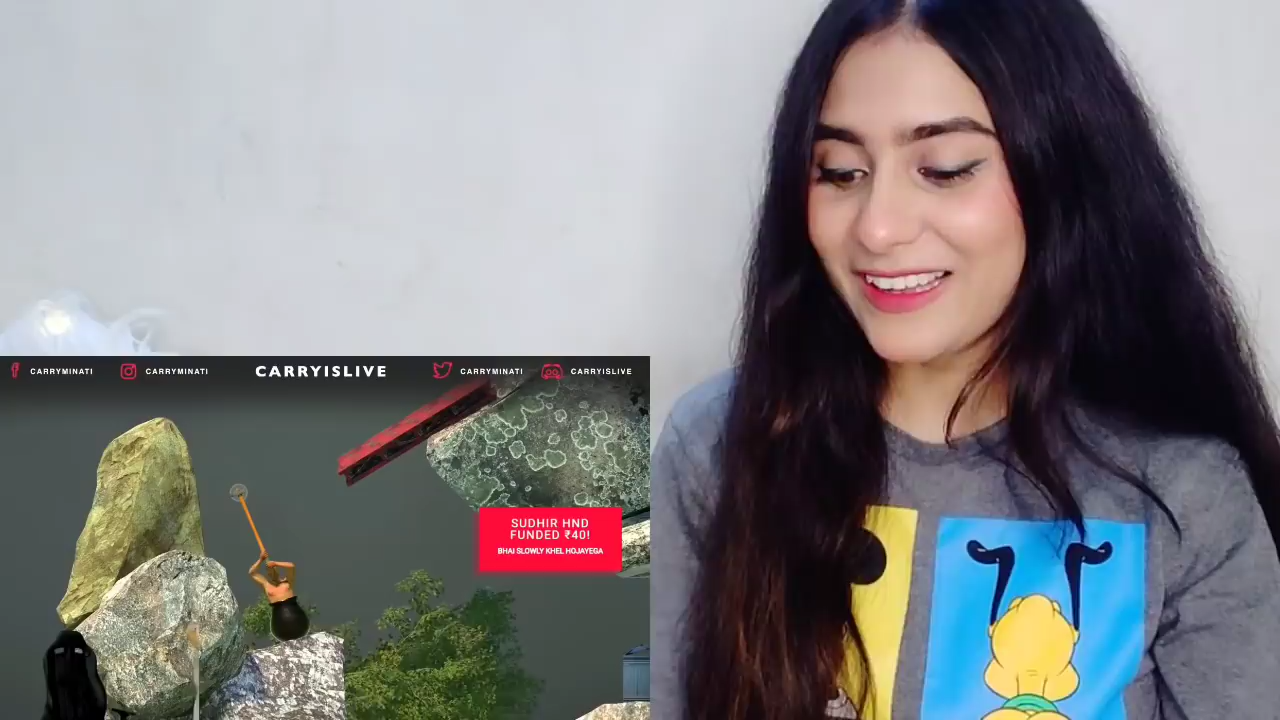 CARRYMINATI
CARRYMINATI
CARRYISLIVE
CARRYMINATI
CARRYISLIVE
SUDHIR HND
FUNDED ₹40!
BHAI SLOWLY KHEL HOJAYEGA